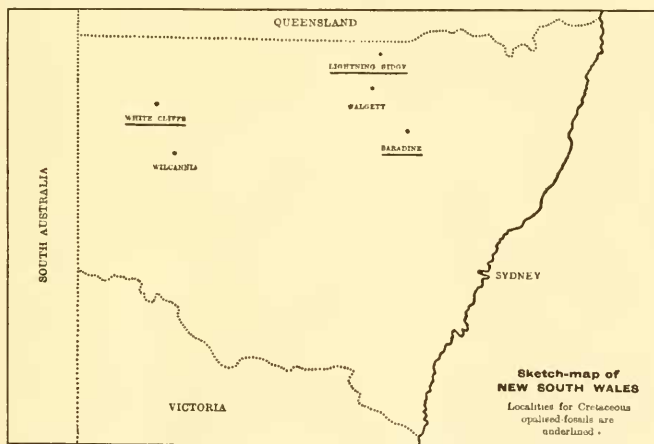 QUEENSLAND
LIGHTNING RIDGE
WALGETT
WHITE CLIFFS
BARADINE
WILCANNIA
SOUTH AUSTRALIA
SYDNEY
VICTORIA
Sketch-map of
NEW SOUTH WALES
Localities for Cretaceous
opalised fossils are
underlined.